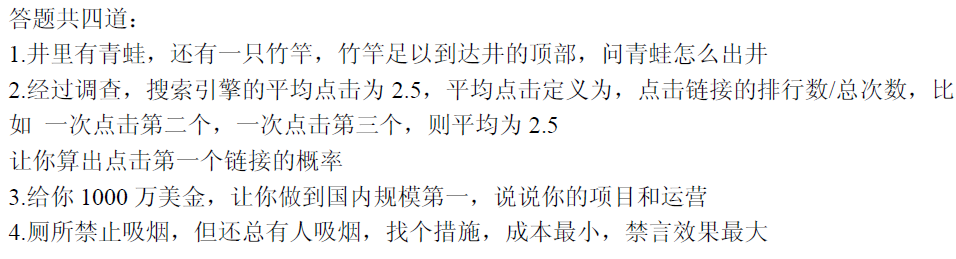 答题共四道：
1.井里有青蛙，还有一只竹竿，竹竿足以到达井的顶部，问青蛙怎么出井
2.经过调查，搜索引擎的平均点击为 2.5，平均点击定义为，点击链接的排行数/总次数，比
如 一次点击第二个，一次点击第三个，则平均为 2.5
让你算出点击第一个链接的概率
3.给你 1000 万美金，让你做到国内规模第一，说说你的项目和运营
4.厕所禁止吸烟，但还总有人吸烟，找个措施，成本最小，禁言效果最大